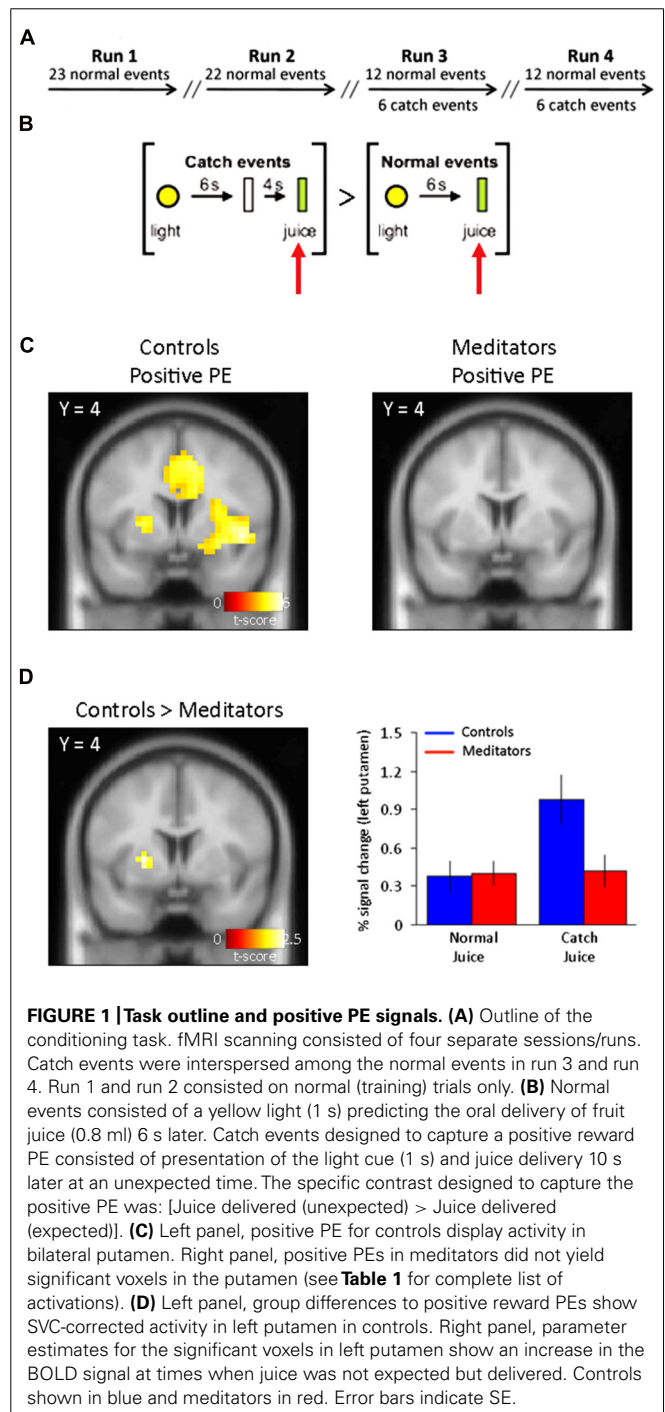 A
Run 1 Run 2 Run 3 Run 4
23 normal events // 22 normal events // 12 normal events // 12 normal events
6 catch events 6 catch events
B
Catch events Normal events
6s 4s > 6s
light juice light juice
C
Controls Meditators
Positive PE Positive PE
Y = 4 Y = 4
0 6
t-score
D
Controls > Meditators
Y = 4
0 2.5
t-score
Controls
Meditators
% signal change (left putamen)
1.5
1.2
0.9
0.6
0.3
0
Normal Catch
Juice Juice
FIGURE 1 | Task outline and positive PE signals. (A) Outline of the
conditioning task. fMRI scanning consisted of four separate sessions/runs.
Catch events were interspersed among the normal events in run 3 and run
4. Run 1 and run 2 consisted on normal (training) trials only. (B) Normal
events consisted of a yellow light (1 s) predicting the oral delivery of fruit
juice (0.8 ml) 6 s later. Catch events designed to capture a positive reward
PE consisted of presentation of the light cue (1 s) and juice delivery 10 s
later at an unexpected time. The specific contrast designed to capture the
positive PE was: [Juice delivered (unexpected) > Juice delivered
(expected)]. (C) Left panel, positive PE for controls display activity in
bilateral putamen. Right panel, positive PEs in meditators did not yield
significant voxels in the putamen (see Table 1 for complete list of
activations). (D) Left panel, group differences to positive reward PEs show
SVC-corrected activity in left putamen in controls. Right panel, parameter
estimates for the significant voxels in left putamen show an increase in the
BOLD signal at times when juice was not expected but delivered. Controls
shown in blue and meditators in red. Error bars indicate SE.